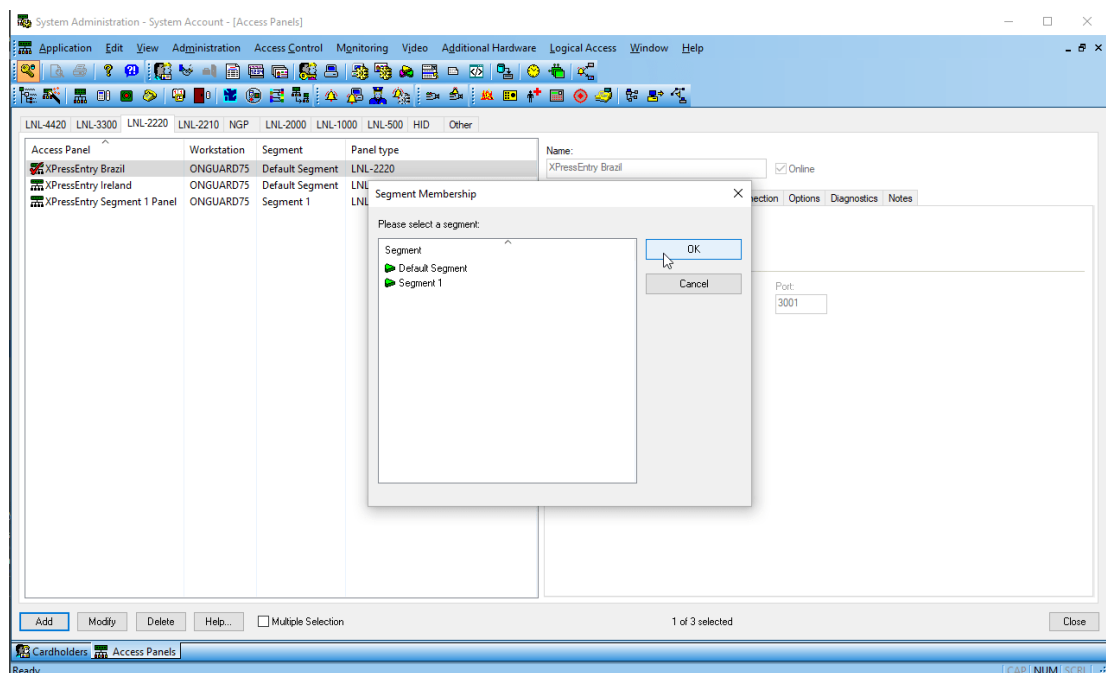 System Administration - System Account - [Access Panels]
Application Edit View Administration Access Control Monitoring Video Additional Hardware Logical Access Window Help
LNL-4420 LNL-3300 LNL-2220 LNL-2210 NGP LNL-2000 LNL-1000 LNL-500 HID Other
Access Panel Workstation Segment Panel type
XPressEntry Brazil ONGUARD75 Default Segment LNL-2220
XPressEntry Ireland ONGUARD75 Default Segment LNL
XPressEntry Segment 1 Panel ONGUARD75 Segment 1 LNL
Name:
XPressEntry Brazil Online
Options Diagnostics Notes
Port:
3001
Segment Membership
Please select a segment:
Segment
Default Segment
Segment 1
OK
Cancel
Add Modify Delete Help... Multiple Selection 1 of 3 selected Close
Cardholders Access Panels
Ready CAP NUM SCRL